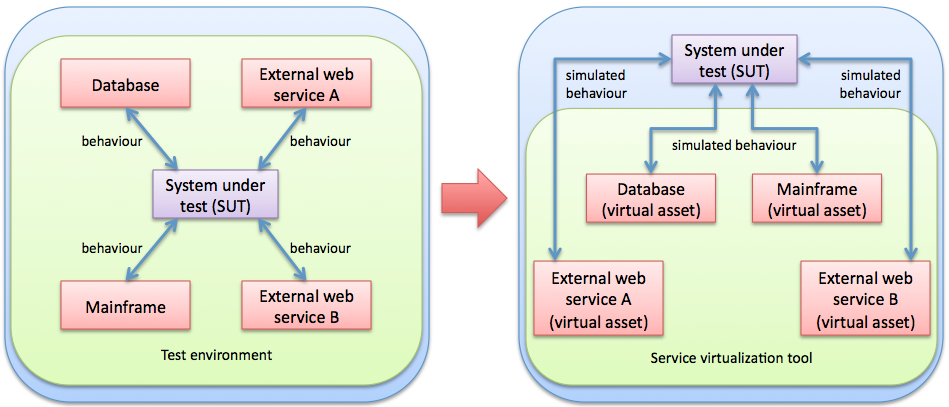 Database
External web
service A
behaviour
behaviour
System under
test (SUT)
behaviour
behaviour
Mainframe
External web
service B
Test environment
System under
test (SUT)
simulated
behaviour
simulated
behaviour
simulated behaviour
Database
(virtual asset)
Mainframe
(virtual asset)
External web
service A
(virtual asset)
External web
service B
(virtual asset)
Service virtualization tool